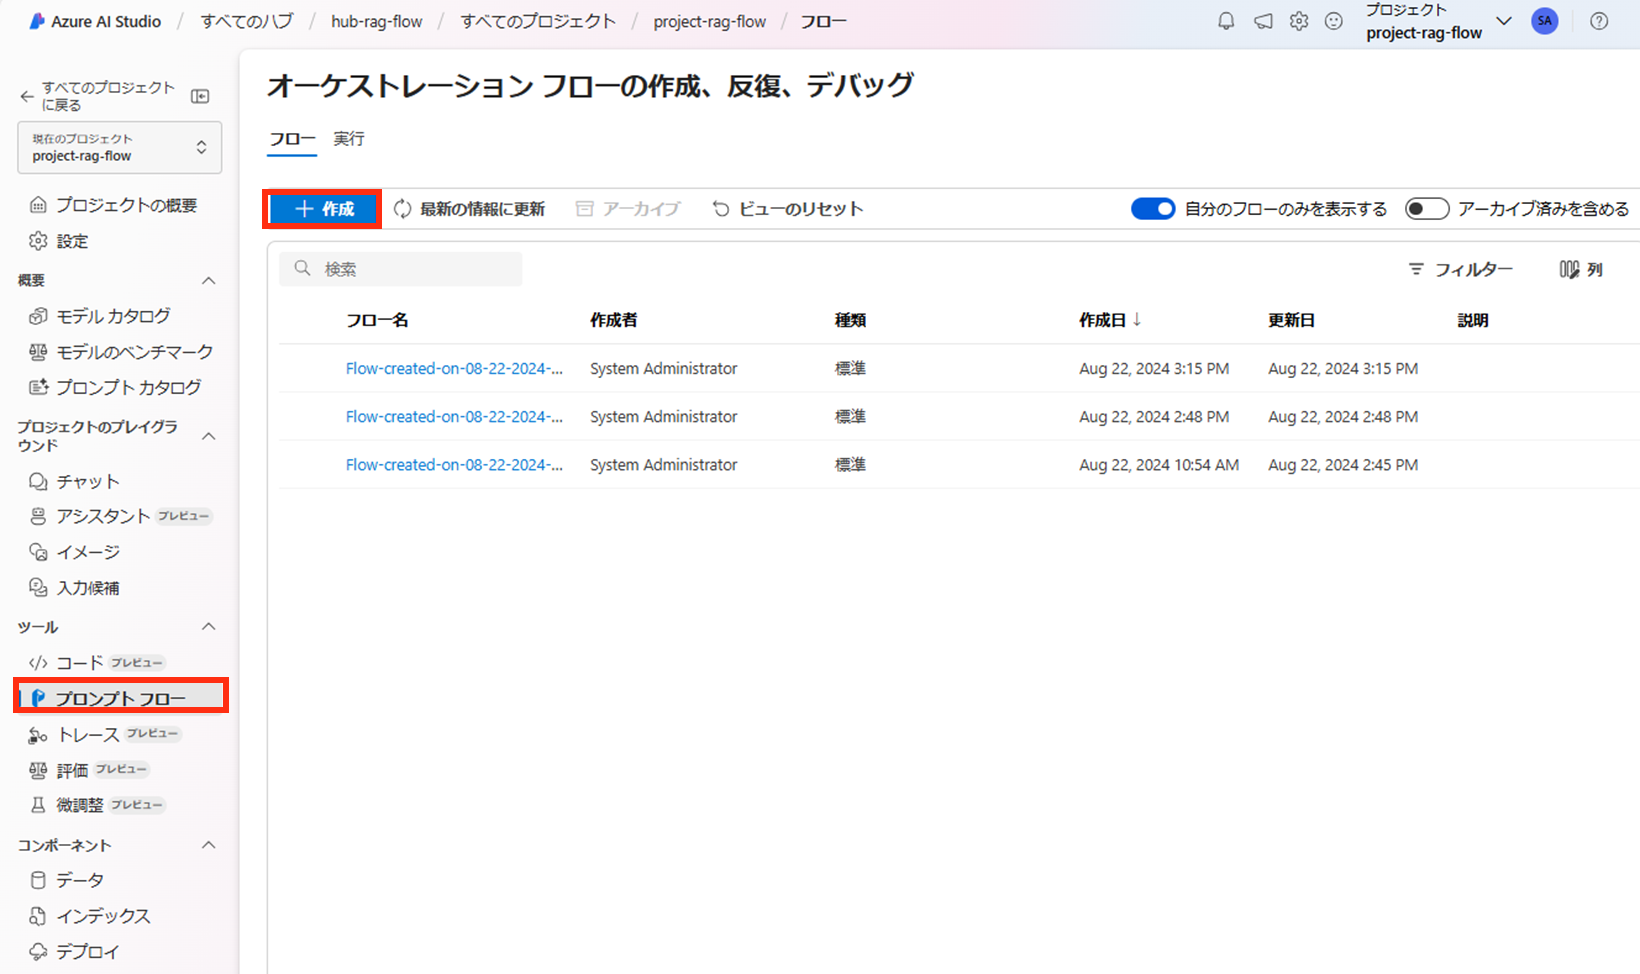 Azure AI Studio / すべてのハブ / hub-rag-flow / すべてのプロジェクト / project-rag-flow / フロー
プロジェクト
project-rag-flow
SA
すべてのプロジェクト
に戻る
現在のプロジェクト
project-rag-flow
プロジェクトの概要
設定
概要
モデル カタログ
モデルのベンチマーク
プロンプト カタログ
プロジェクトのプレイグラ
ウンド
チャット
アシスタント プレビュー
イメージ
入力候補
ツール
コード プレビュー
プロンプト フロー
トレース プレビュー
評価 プレビュー
微調整 プレビュー
コンポーネント
データ
インデックス
デプロイ
オーケストレーション フローの作成、反復、デバッグ
フロー 実行
作成 最新の情報に更新 アーカイブ ビューのリセット 自分のフローのみを表示する アーカイブ済みを含める
検索 フィルター 列
フロー名 作成者 種類 作成日↓ 更新日 説明
Flow-created-on-08-22-2024-... System Administrator 標準 Aug 22, 2024 3:15 PM Aug 22, 2024 3:15 PM
Flow-created-on-08-22-2024-... System Administrator 標準 Aug 22, 2024 2:48 PM Aug 22, 2024 2:48 PM
Flow-created-on-08-22-2024-... System Administrator 標準 Aug 22, 2024 10:54 AM Aug 22, 2024 2:45 PM